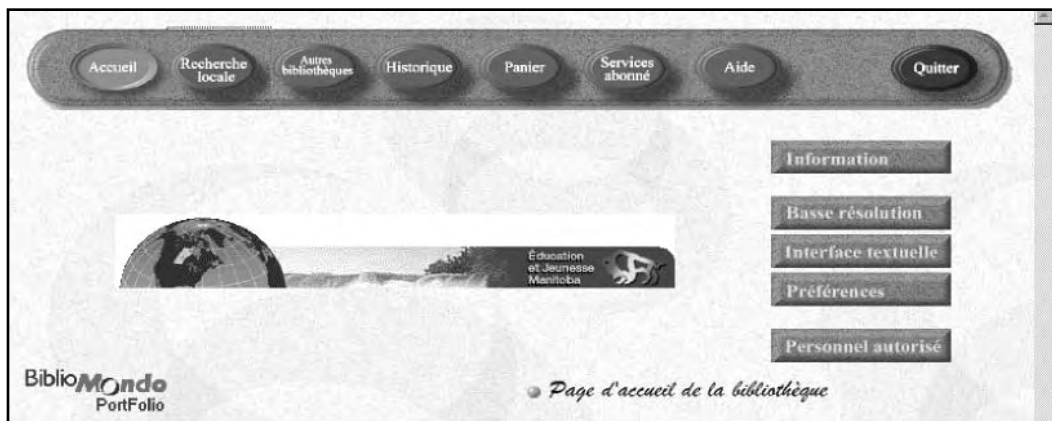 Accueil
Recherche
locale
Autres
bibliothèques
Historique
Panier
Services
abonné
Aide
Quitter
Information
Basse résolution
Interface textuelle
Préférences
Personnel autorisé
Éducation
et Jeunesse
Manitoba
BiblioMondo
PortFolio
Page d'accueil de la bibliothèque